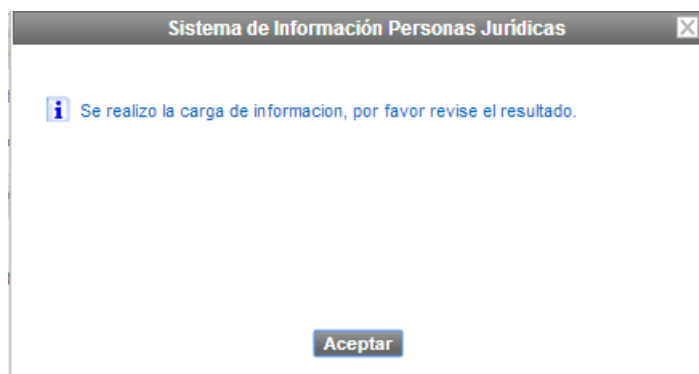 Sistema de Información Personas Jurídicas
Se realizo la carga de informacion, por favor revise el resultado.
Aceptar